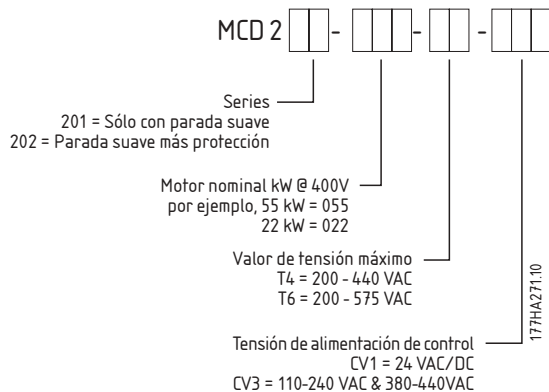 MCD 2 - - -
Series
201 = Sólo con parada suave
202 = Parada suave más protección
Motor nominal kW @ 400V
por ejemplo, 55 kW = 055
22 kW = 022
Valor de tensión máximo
T4 = 200 - 440 VAC
T6 = 200 - 575 VAC
Tensión de alimentación de control
CV1 = 24 VAC/DC
CV3 = 110-240 VAC & 380-440VAC
177HA271.10